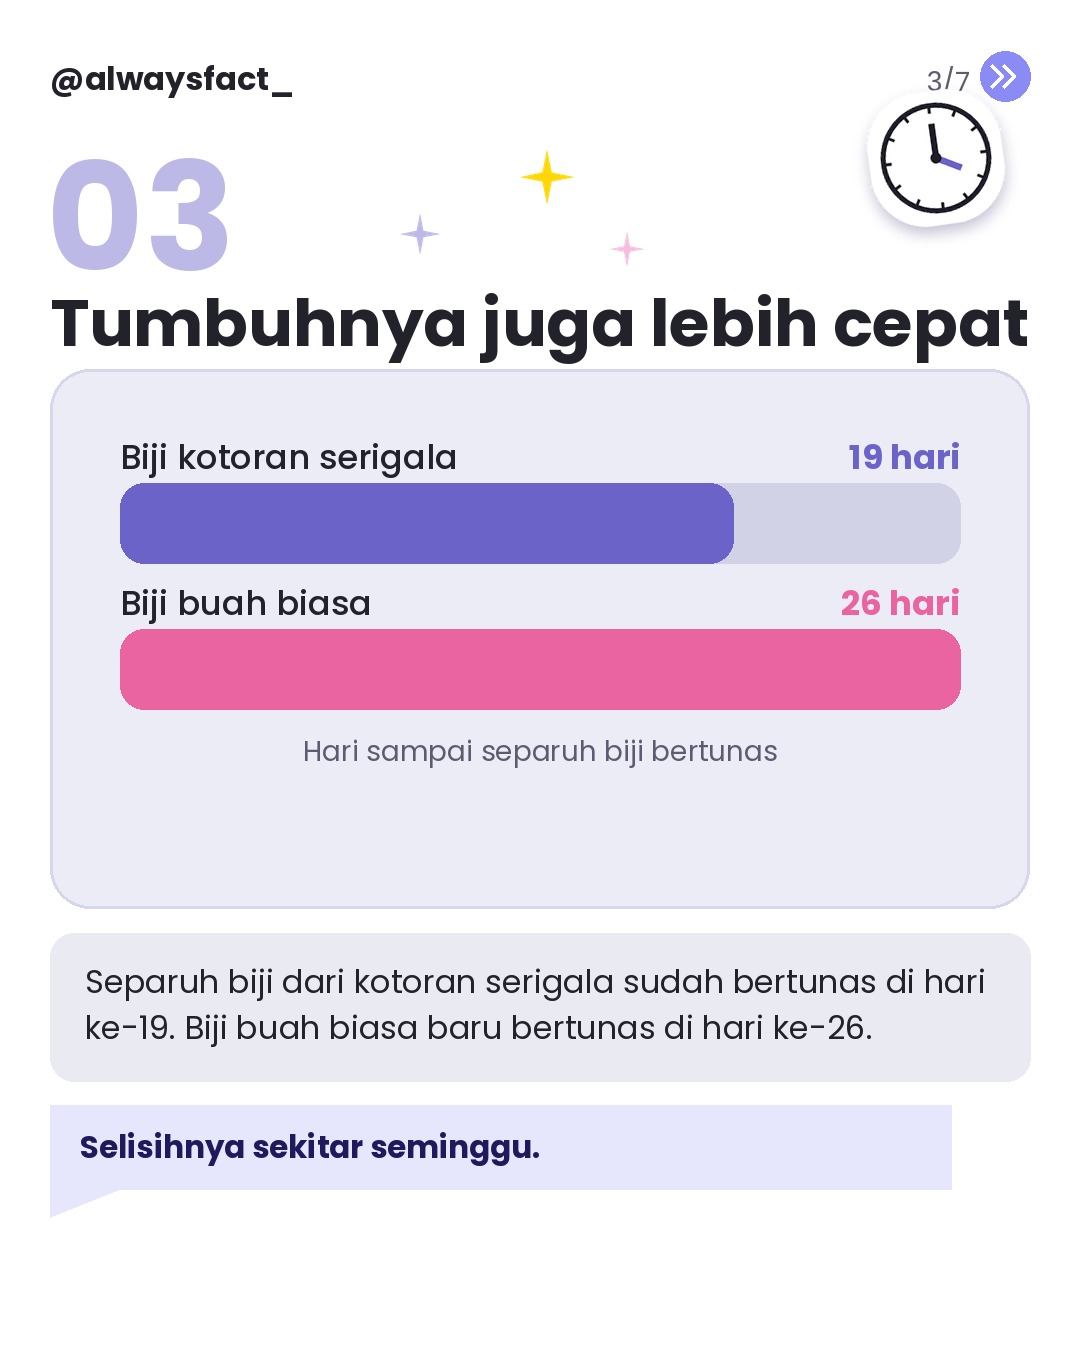 @alwaysfact_
3/7
03
Tumbuhnya juga lebih cepat
Biji kotoran serigala
19 hari
Biji buah biasa
26 hari
Hari sampai separuh biji bertunas
Separuh biji dari kotoran serigala sudah bertunas di hari
ke-19. Biji buah biasa baru bertunas di hari ke-26.
Selisihnya sekitar seminggu.